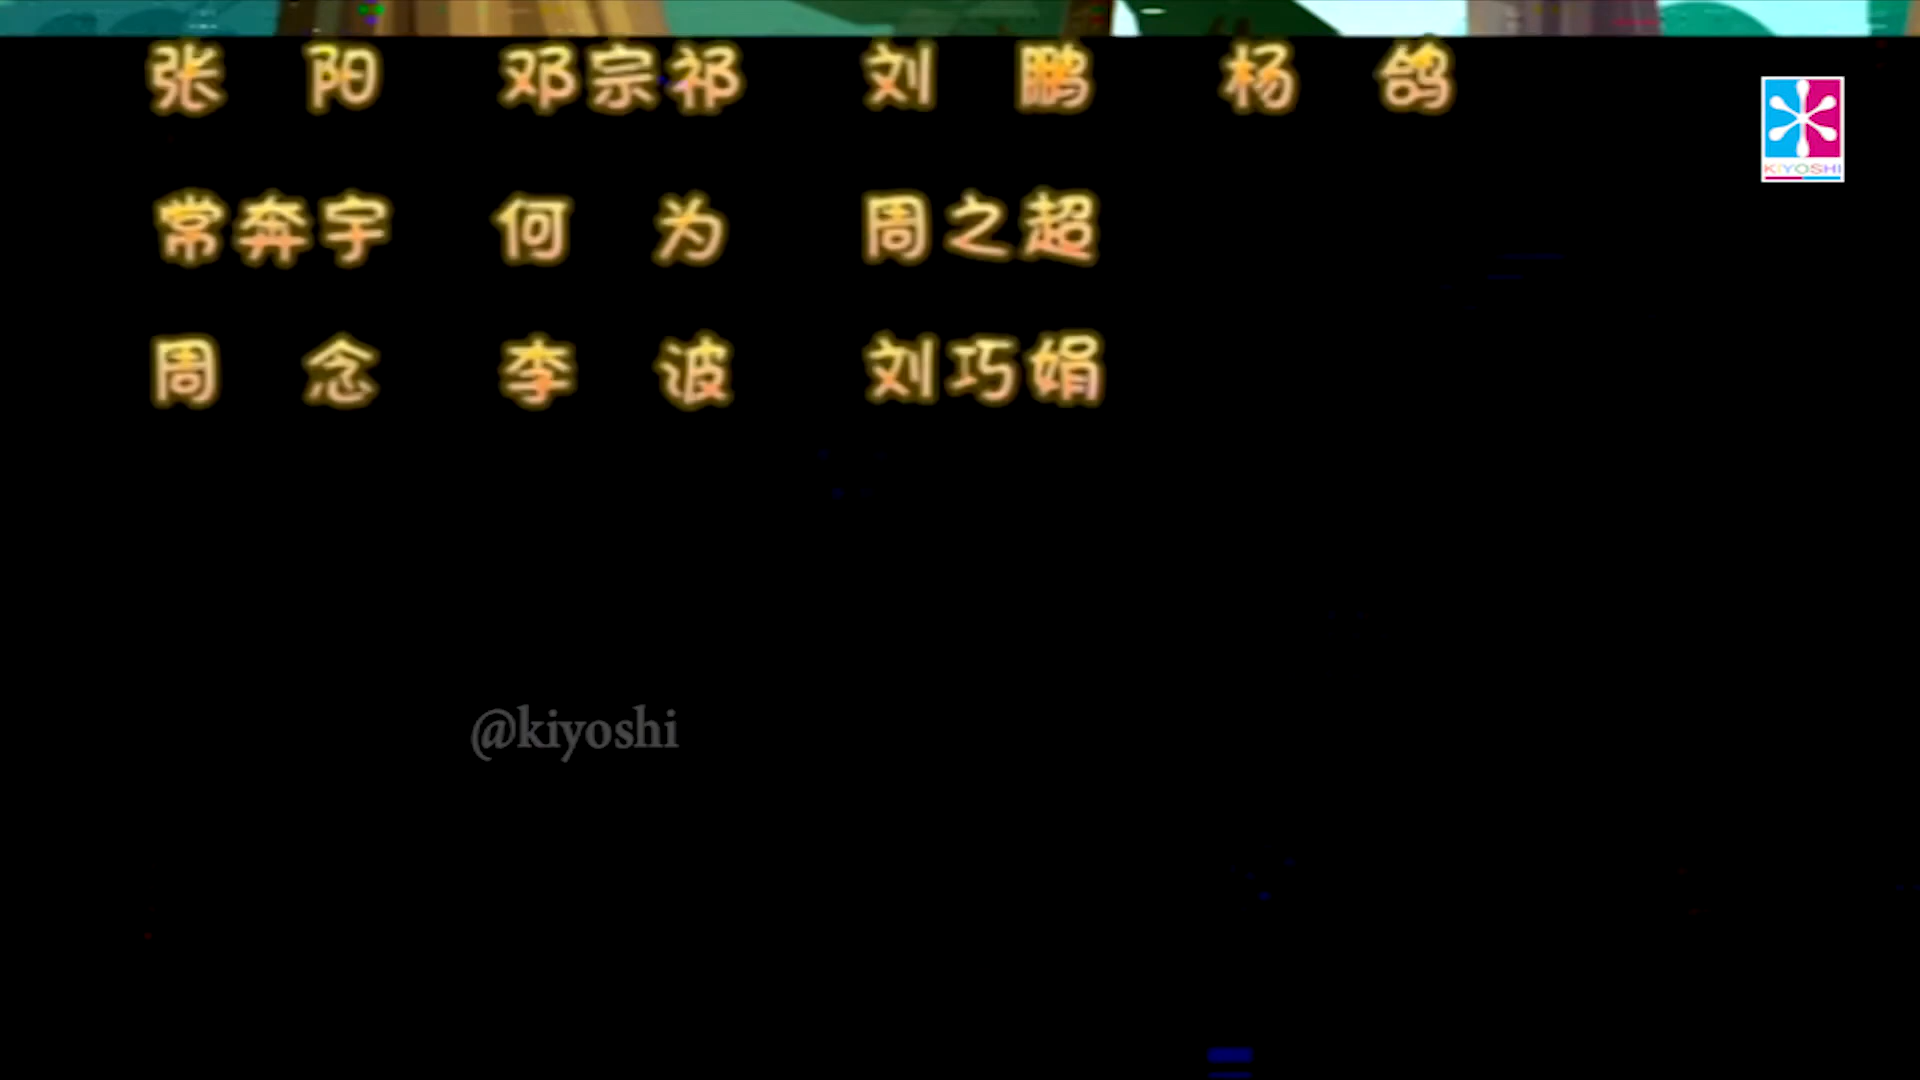 张 阳 邓宗祁 刘 鹏 杨 鸽
KIYOSHI
常奔宇 何 为 周之超
周 念 李 波 刘巧娟
@kiyoshi